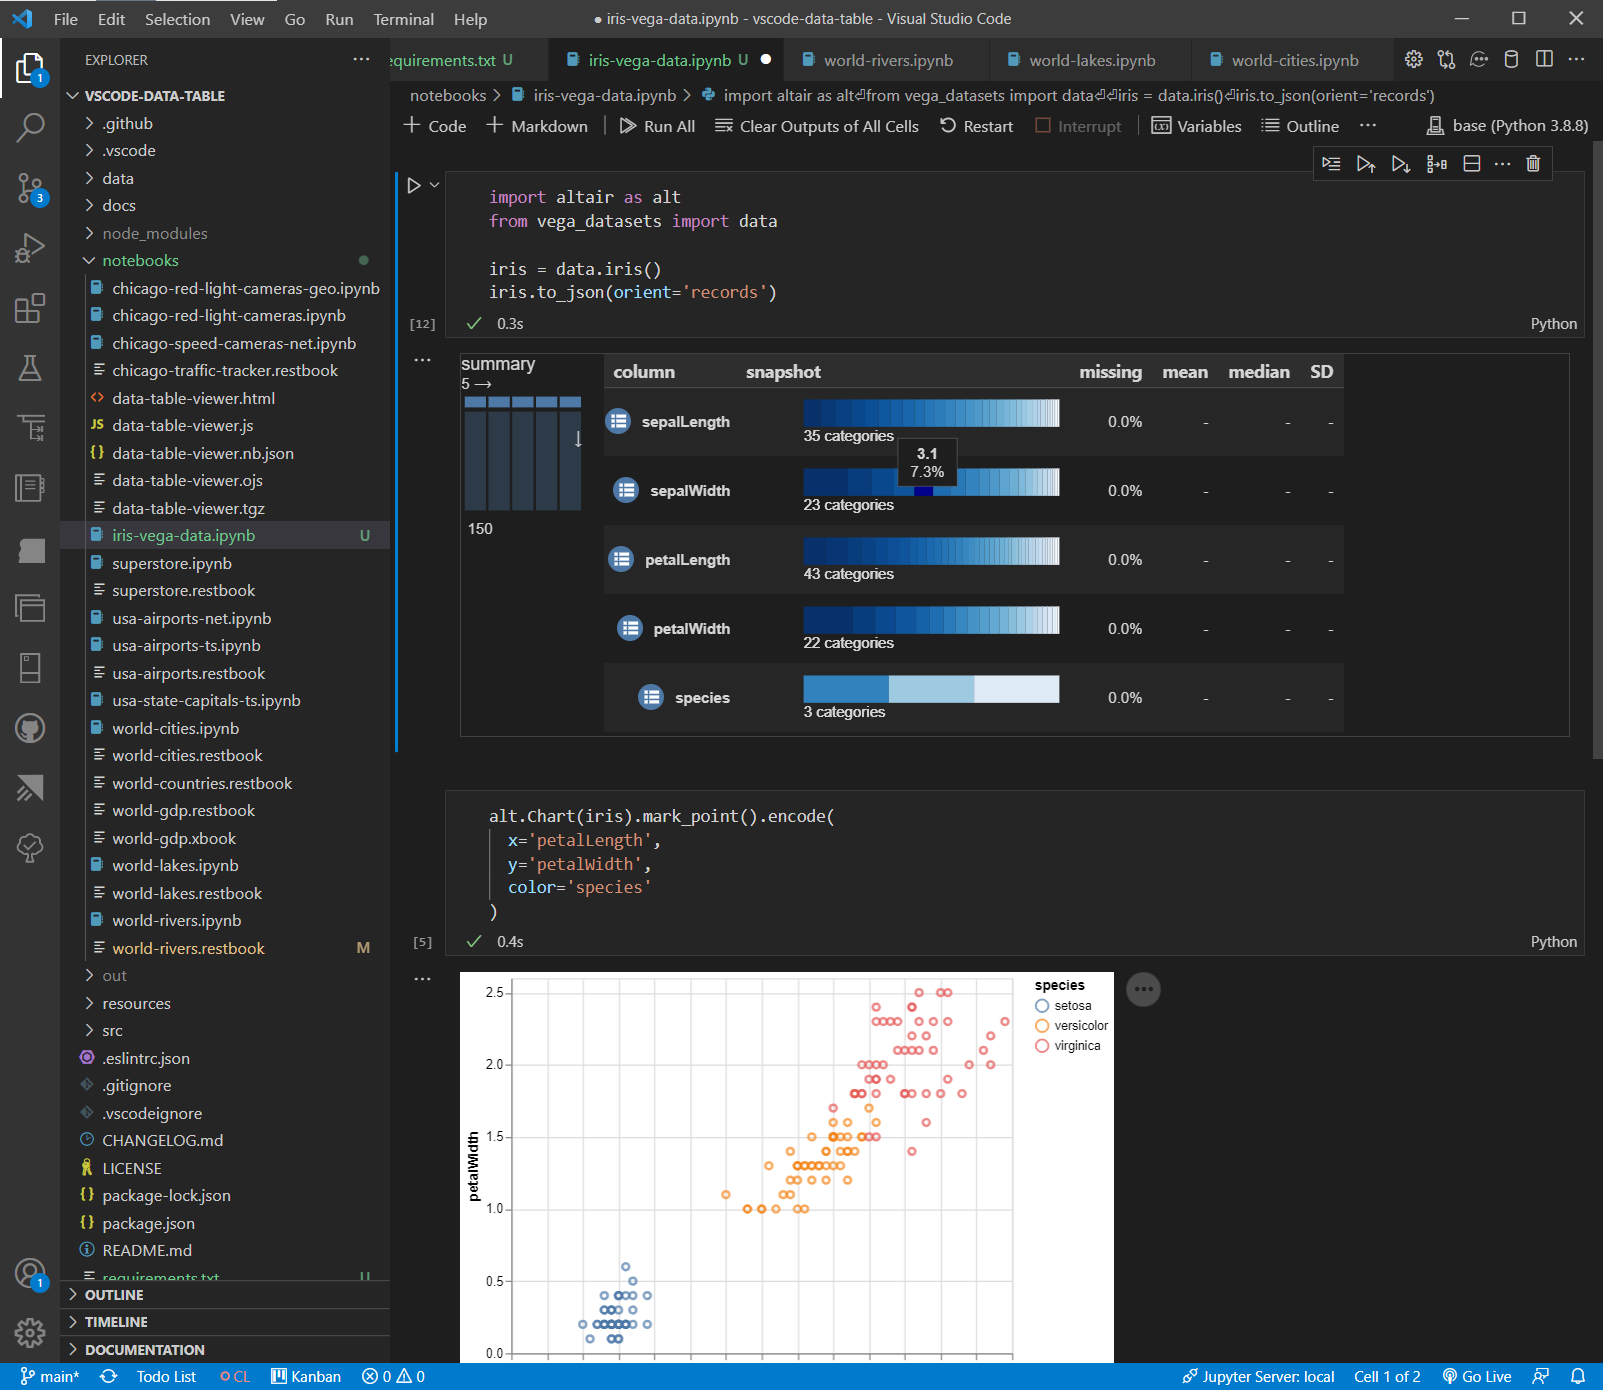 File Edit Selection View Go Run Terminal Help
● iris-vega-data.ipynb - vscode-data-table - Visual Studio Code
EXPLORER
equirements.txt U
iris-vega-data.ipynb U
world-rivers.ipynb
world-lakes.ipynb
world-cities.ipynb
notebooks > iris-vega-data.ipynb > import altair as alt⏎from vega_datasets import data⏎⏎iris = data.iris()⏎iris.to_json(orient='records')
+ Code + Markdown Run All Clear Outputs of All Cells Restart Interrupt Variables Outline ··· base (Python 3.8.8)
VSCODE-DATA-TABLE
.github
.vscode
data
docs
node_modules
notebooks
chicago-red-light-cameras-geo.ipynb
chicago-red-light-cameras.ipynb
chicago-speed-cameras-net.ipynb
chicago-traffic-tracker.restbook
data-table-viewer.html
JS data-table-viewer.js
{} data-table-viewer.nb.json
data-table-viewer.ojs
data-table-viewer.tgz
iris-vega-data.ipynb U
superstore.ipynb
superstore.restbook
usa-airports-net.ipynb
usa-airports-ts.ipynb
usa-airports.restbook
usa-state-capitals-ts.ipynb
world-cities.ipynb
world-cities.restbook
world-countries.restbook
world-gdp.restbook
world-gdp.xbook
world-lakes.ipynb
world-lakes.restbook
world-rivers.ipynb
world-rivers.restbook M
out
resources
src
.eslintrc.json
.gitignore
.vscodeignore
CHANGELOG.md
LICENSE
{} package-lock.json
{} package.json
README.md
requirements.txt U
OUTLINE
TIMELINE
DOCUMENTATION
1
3
1
import altair as alt
from vega_datasets import data
iris = data.iris()
iris.to_json(orient='records')
[12] ✓ 0.3s Python
summary
5 →
↓
150
column snapshot missing mean median SD
sepalLength 0.0% - - -
35 categories
3.1
7.3%
sepalWidth 0.0% - - -
23 categories
petalLength 0.0% - - -
43 categories
petalWidth 0.0% - - -
22 categories
species 0.0% - - -
3 categories
alt.Chart(iris).mark_point().encode(
x='petalLength',
y='petalWidth',
color='species'
)
[5] ✓ 0.4s Python
petalWidth
2.5
2.0
1.5
1.0
0.5
0.0
species
setosa
versicolor
virginica
main* Todo List CL Kanban 0 0 Jupyter Server: local Cell 1 of 2 Go Live